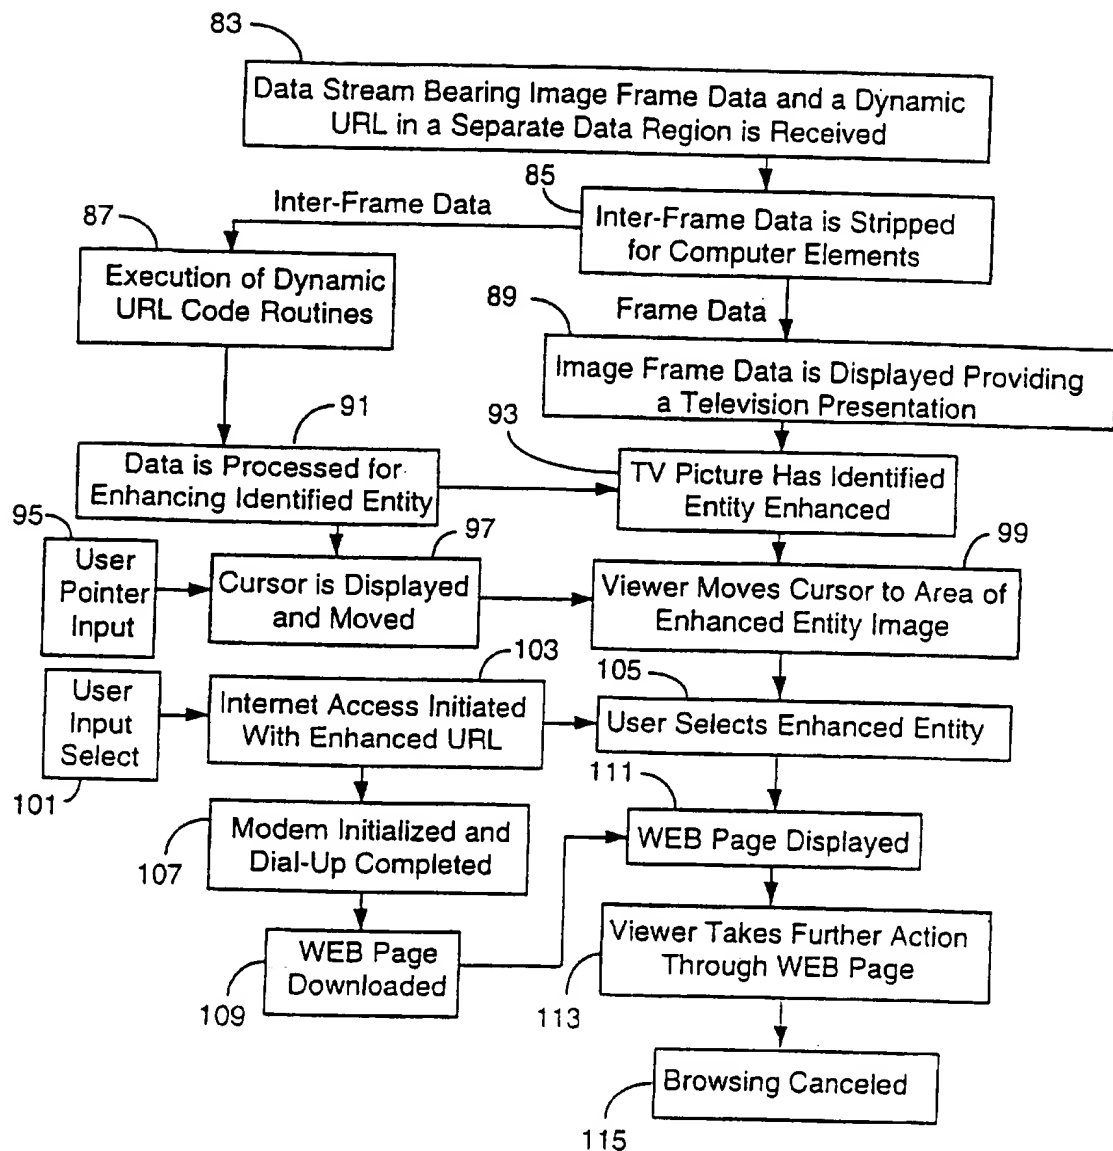 83
Data Stream Bearing Image Frame Data and a Dynamic
URL in a Separate Data Region is Received
85
Inter-Frame Data
87
Inter-Frame Data is Stripped
for Computer Elements
Execution of Dynamic
URL Code Routines
89
Frame Data
Image Frame Data is Displayed Providing
a Television Presentation
91
93
Data is Processed for
Enhancing Identified Entity
TV Picture Has Identified
Entity Enhanced
95
97
99
User
Pointer
Input
Cursor is Displayed
and Moved
Viewer Moves Cursor to Area of
Enhanced Entity Image
103
105
User
Input
Select
Internet Access Initiated
With Enhanced URL
User Selects Enhanced Entity
101
111
107
Modem Initialized and
Dial-Up Completed
WEB Page Displayed
109
WEB Page
Downloaded
Viewer Takes Further Action
Through WEB Page
113
Browsing Canceled
115